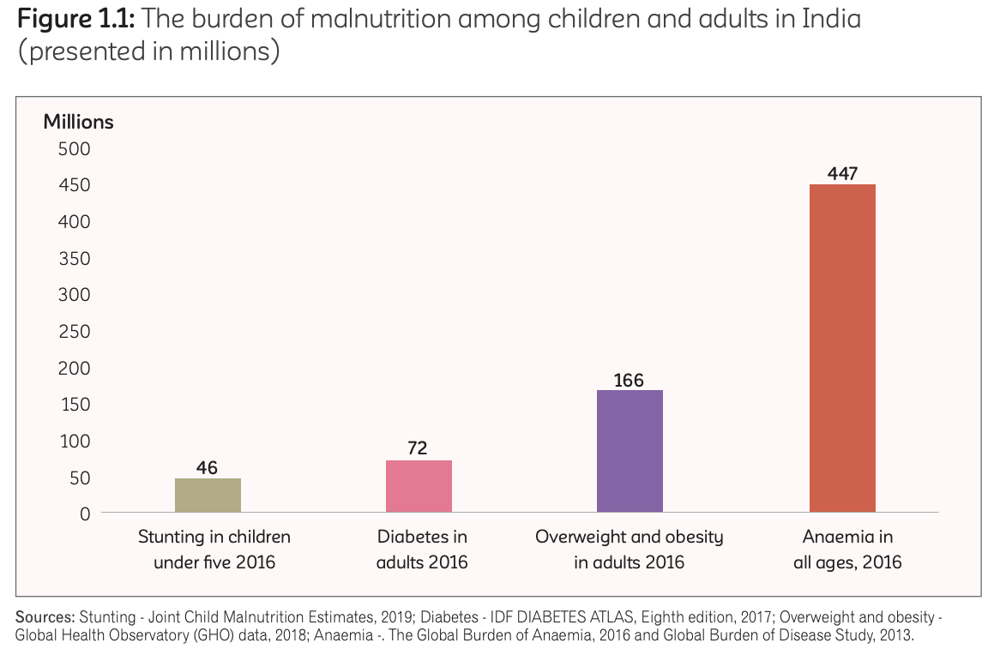 Figure 1.1: The burden of malnutrition among children and adults in India
(presented in millions)
Millions
500
450
400
350
300
250
200
150
100
50
0
46
72
166
447
Stunting in children
under five 2016
Diabetes in
adults 2016
Overweight and obesity
in adults 2016
Anaemia in
all ages, 2016
Sources: Stunting - Joint Child Malnutrition Estimates, 2019; Diabetes - IDF DIABETES ATLAS, Eighth edition, 2017; Overweight and obesity -
Global Health Observatory (GHO) data, 2018; Anaemia -. The Global Burden of Anaemia, 2016 and Global Burden of Disease Study, 2013.